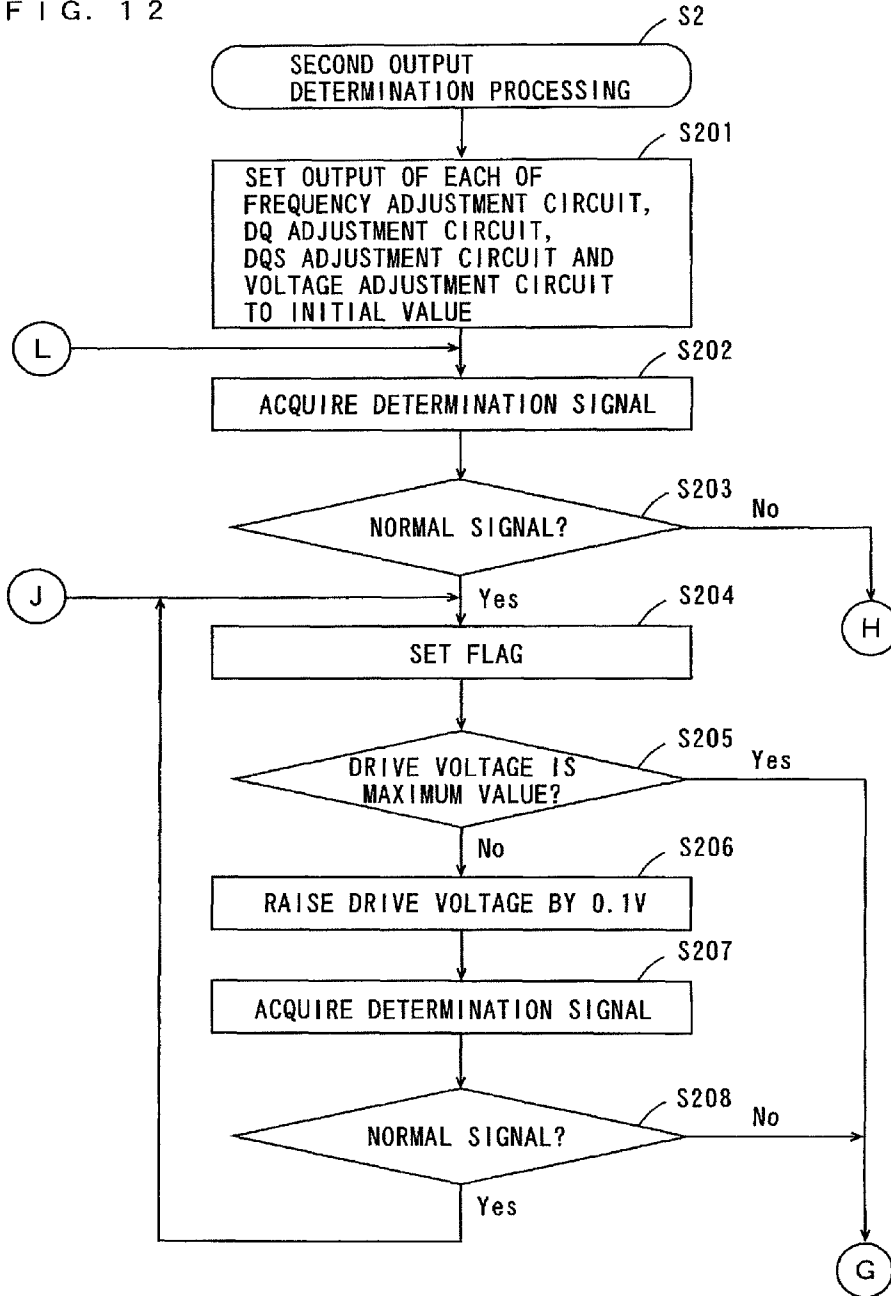 FIG. 12
S2
SECOND OUTPUT
DETERMINATION PROCESSING
S201
SET OUTPUT OF EACH OF
FREQUENCY ADJUSTMENT CIRCUIT,
DQ ADJUSTMENT CIRCUIT,
DQS ADJUSTMENT CIRCUIT AND
VOLTAGE ADJUSTMENT CIRCUIT
TO INITIAL VALUE
L
S202
ACQUIRE DETERMINATION SIGNAL
S203
NORMAL SIGNAL?
No
J
Yes
S204
H
SET FLAG
S205
DRIVE VOLTAGE IS
MAXIMUM VALUE?
Yes
No
S206
RAISE DRIVE VOLTAGE BY 0.1V
S207
ACQUIRE DETERMINATION SIGNAL
S208
NORMAL SIGNAL?
No
Yes
G